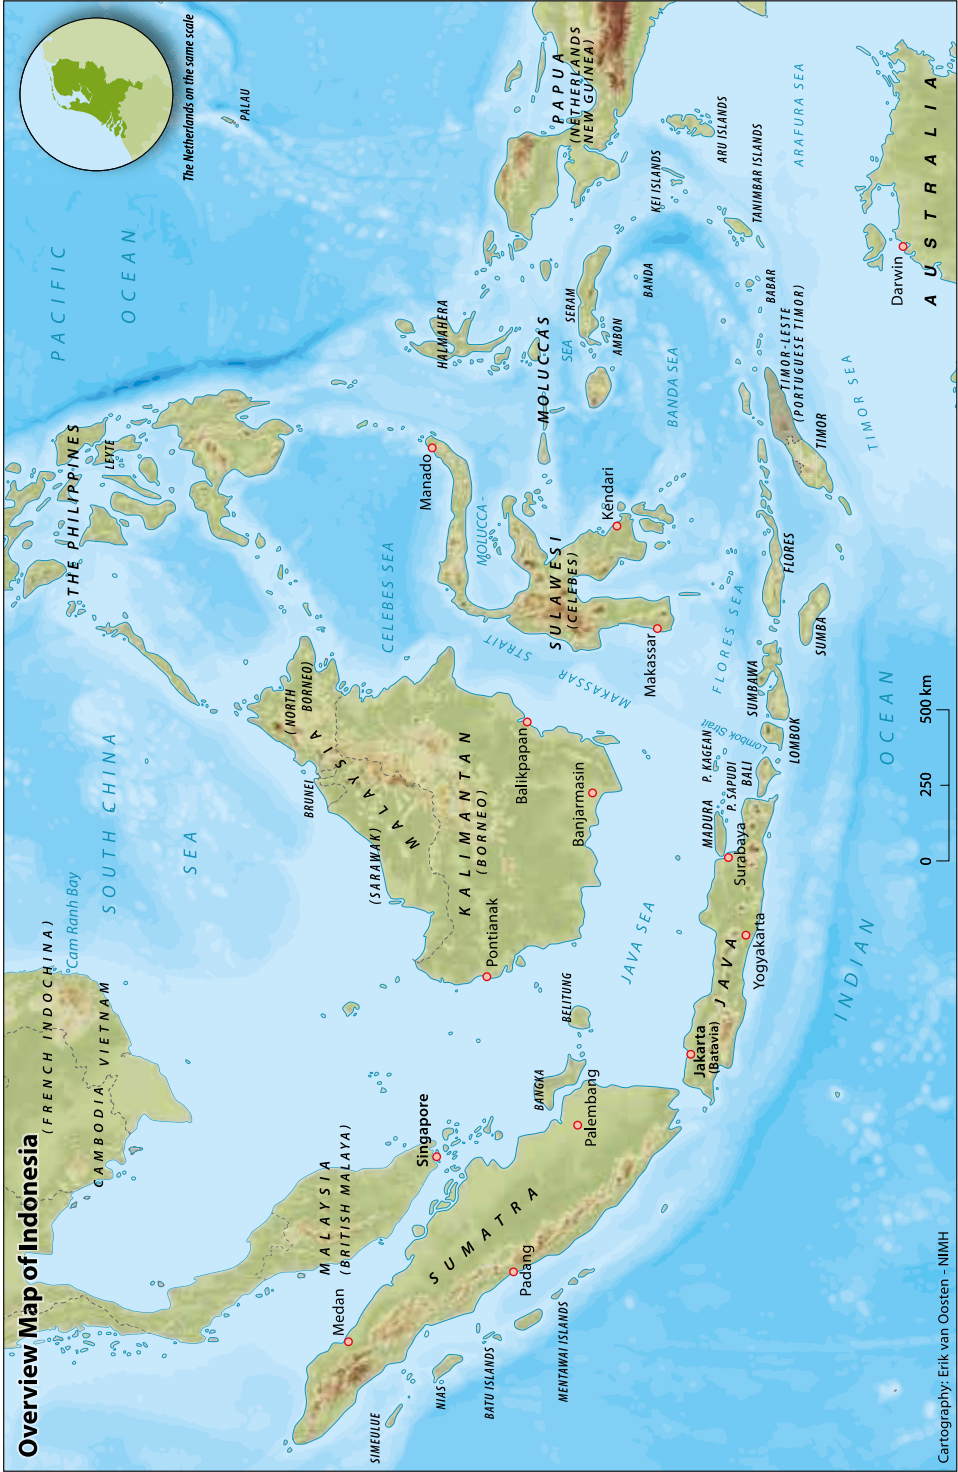 Overview Map of Indonesia
The Netherlands on the same scale
PACIFIC
OCEAN
PALAU
(FRENCH INDOCHINA)
CAMBODIA
VIETNAM
Cam Ranh Bay
SOUTH CHINA
SEA
THE PHILIPPINES
LEYTE
MALAYSIA
(BRITISH MALAYA)
Singapore
Medan
SUMATRA
Padang
Palembang
SIMEULUE
NIAS
BATU ISLANDS
MENTAWAI ISLANDS
BANGKA
BELITUNG
BRUNEI
(NORTH
BORNEO)
MALAYSIA
(SARAWAK)
KALIMANTAN
(BORNEO)
Pontianak
Balikpapan
Banjarmasin
CELEBES SEA
MAKASSAR
STRAIT
SULAWESI
(CELEBES)
Manado
Kendari
Makassar
MOLUCCA -
SEA
HALMAHERA
MOLUCCAS
SERAM
AMBON
BANDA
BANDA SEA
PAPUA
(NETHERLANDS
NEW GUINEA)
KEI ISLANDS
ARU ISLANDS
TANIMBAR ISLANDS
ARAFURA SEA
BABAR
TIMOR-LESTE
(PORTUGUESE TIMOR)
TIMOR
TIMOR SEA
Darwin
AUSTRALIA
JAVA SEA
FLORES SEA
JAVA
Jakarta
(Batavia)
Yogyakarta
Surabaya
MADURA
P. KAGEAN
P. SAPUDI
BALI
Lombok Strait
LOMBOK
SUMBAWA
FLORES
SUMBA
INDIAN
OCEAN
0
250
500 km
Cartography: Erik van Oosten - NIMH